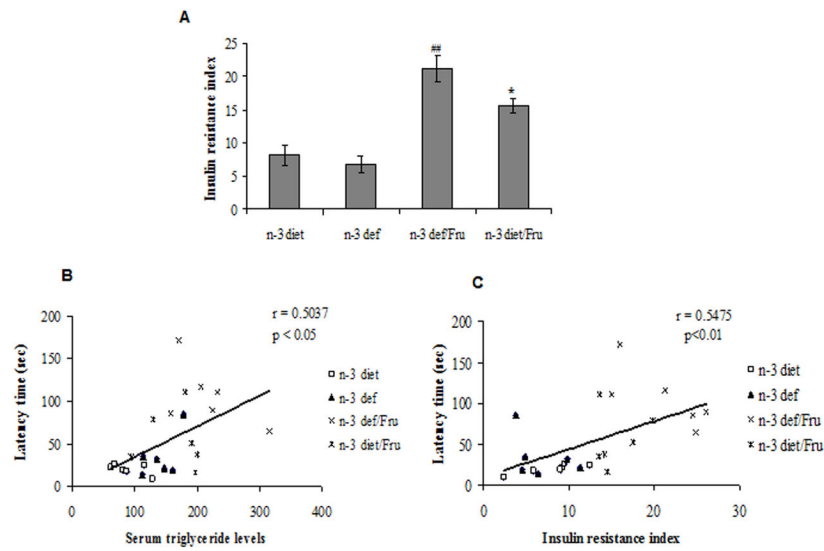 A
Insulin resistance index
25
20
15
10
5
0
##
*
n-3 diet
n-3 def
n-3 def/Fru
n-3 diet/Fru
B
r = 0.5037
p < 0.05
Latency time (sec)
200
150
100
50
0
0
100
200
300
400
Serum triglyceride levels
n-3 diet
n-3 def
n-3 def/Fru
n-3 diet/Fru
C
r = 0.5475
p<0.01
Latency time (sec)
200
150
100
50
0
0
10
20
30
Insulin resistance index
n-3 diet
n-3 def
n-3 def/Fru
n-3 diet/Fru